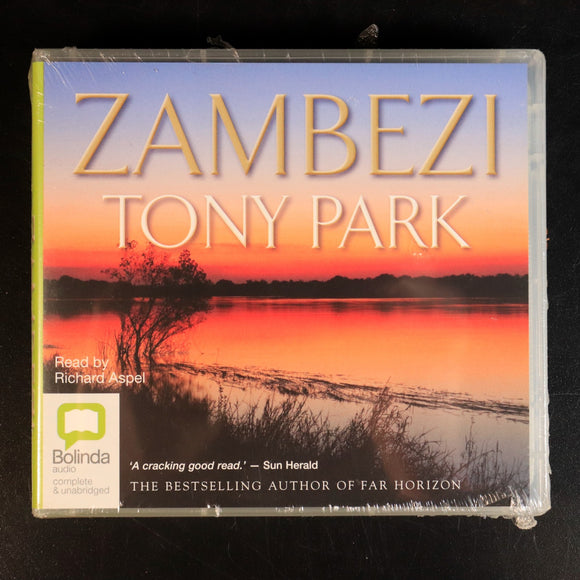 ZAMBEZI
TONY PARK
Read by
Richard Aspel
Bolinda
audio
complete
& unabridged
'A cracking good read.' — Sun Herald
THE BESTSELLING AUTHOR OF FAR HORIZON